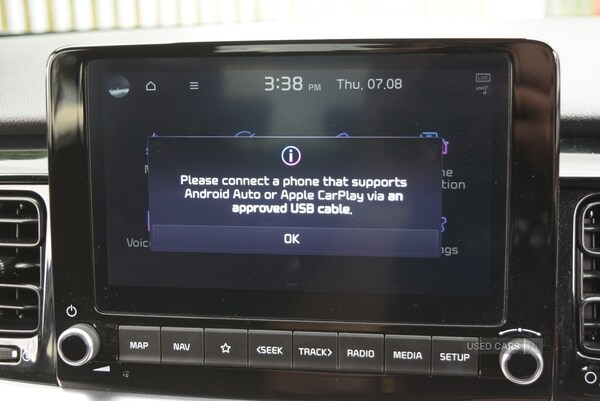 3:38 PM Thu, 07.08
M
Please connect a phone that supports
Android Auto or Apple CarPlay via an
approved USB cable.
OK
Voice
MAP NAV <SEEK TRACK> RADIO MEDIA SETUP
USED CARS